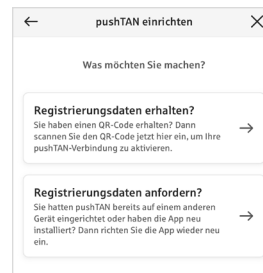 pushTAN einrichten
Was möchten Sie machen?
Registrierungsdaten erhalten?
Sie haben einen QR-Code erhalten? Dann
scannen Sie den QR-Code jetzt hier ein, um Ihre
pushTAN-Verbindung zu aktivieren.
Registrierungsdaten anfordern?
Sie hatten pushTAN bereits auf einem anderen
Gerät eingerichtet oder haben die App neu
installiert? Dann richten Sie die App wieder neu
ein.